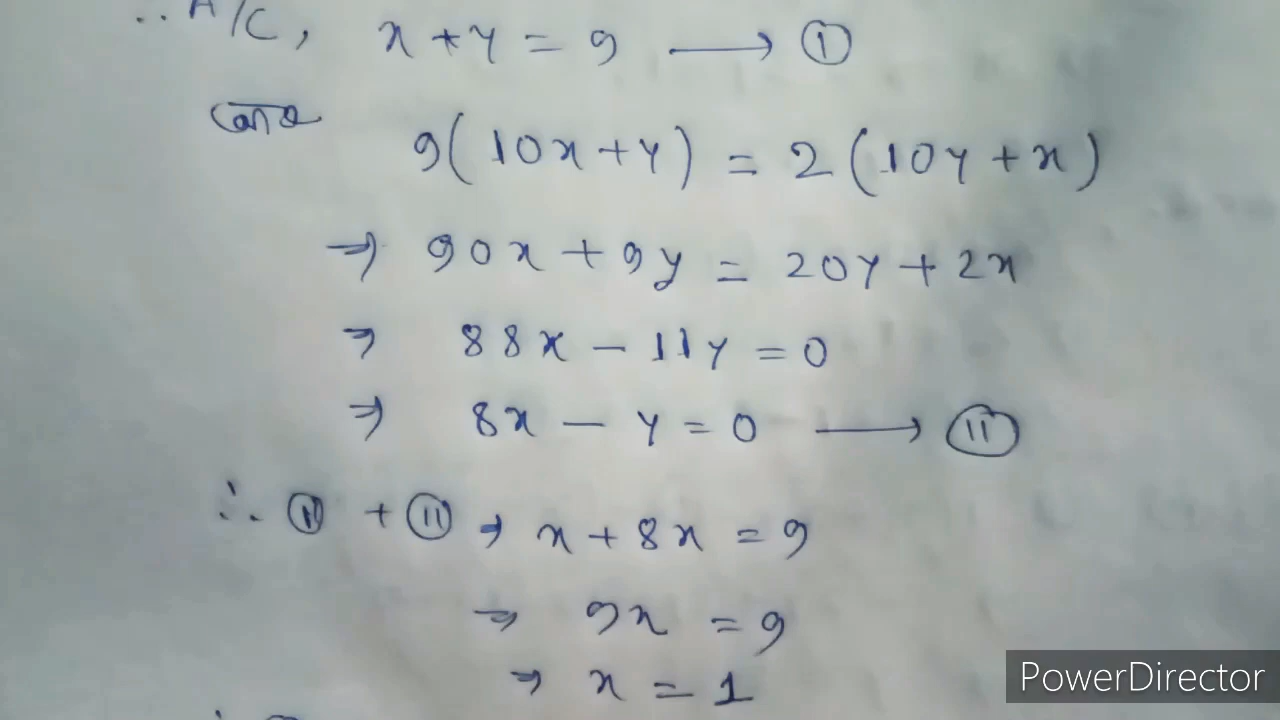 ∴ A/C, x + y = 9 → ①
9(10x + y) = 2(10y + x)
⇒ 90x + 9y = 20y + 2x
⇒ 88x − 11y = 0
⇒ 8x − y = 0 → ⑪
∴ ① + ⑪ ⇒ x + 8x = 9
⇒ 9x = 9
⇒ x = 1
PowerDirector